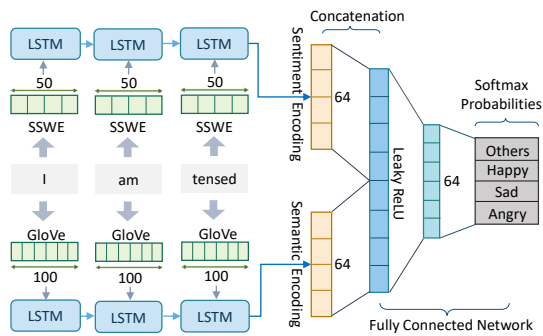 Concatenation
LSTM LSTM LSTM
50 50 50
SSWE SSWE SSWE
I am tensed
GloVe GloVe GloVe
100 100 100
LSTM LSTM LSTM
Sentiment Encoding
64
Semantic Encoding
64
Leaky ReLU
64
Softmax
Probabilities
Others
Happy
Sad
Angry
Fully Connected Network